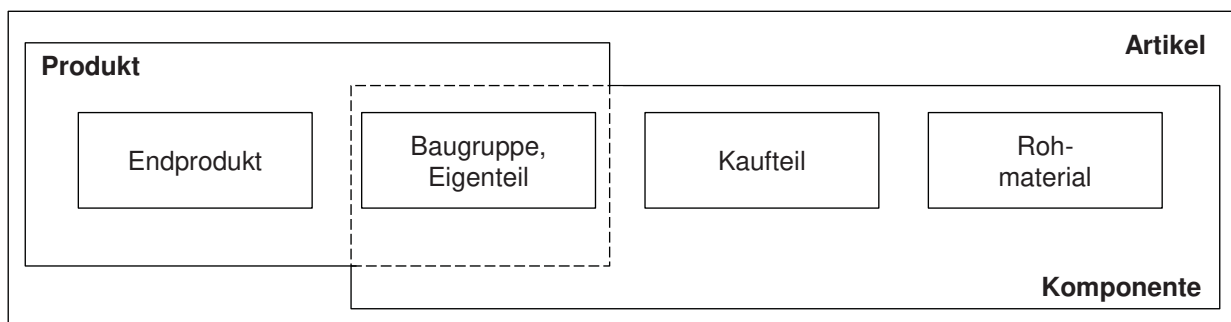 Artikel
Produkt
Endprodukt
Baugruppe,
Eigenteil
Kaufteil
Roh-
material
Komponente